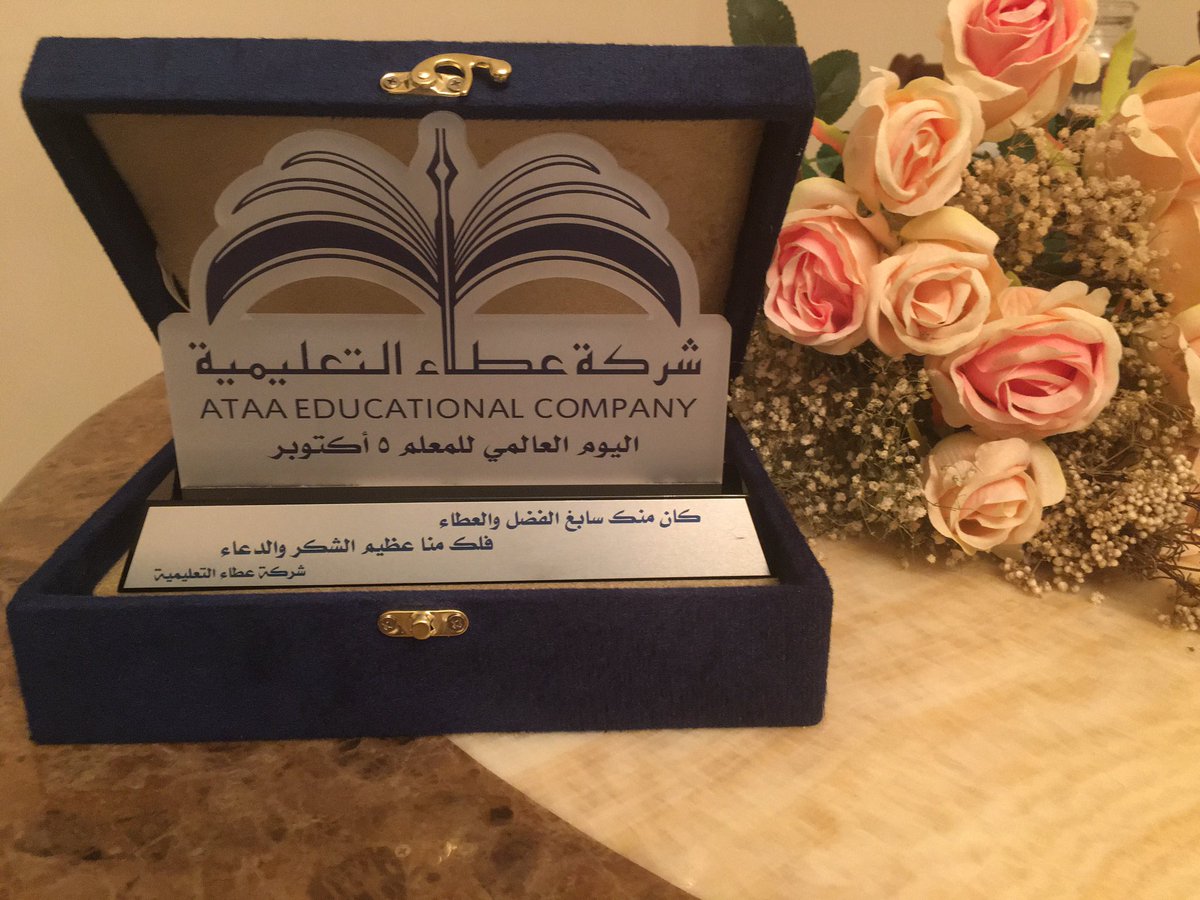 شركة عطاء التعليمية
ATAA EDUCATIONAL COMPANY
اليوم العالمي للمعلم ٥ أكتوبر
كان منك سابغ الفضل والعطاء
فلك منا عظيم الشكر والدعاء
شركة عطاء التعليمية